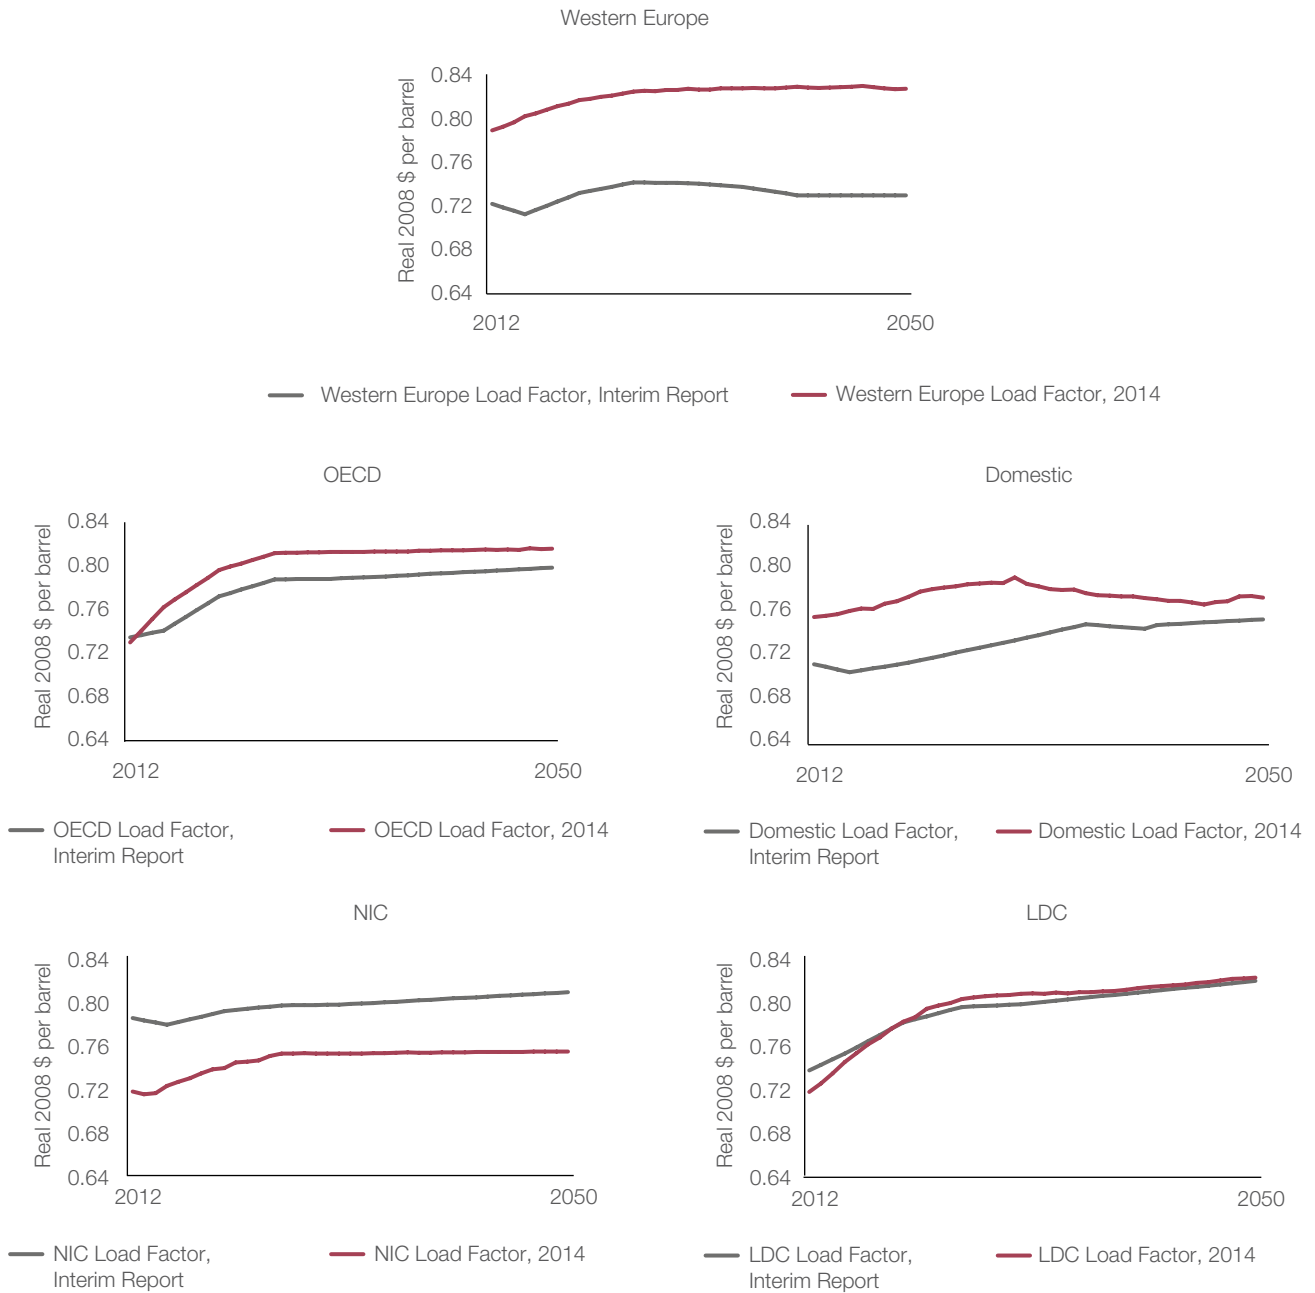 Western Europe
Real 2008 $ per barrel
0.84
0.80
0.76
0.72
0.68
0.64
2012
2050
Western Europe Load Factor, Interim Report
Western Europe Load Factor, 2014
OECD
Real 2008 $ per barrel
0.84
0.80
0.76
0.72
0.68
0.64
2012
2050
OECD Load Factor,
Interim Report
OECD Load Factor, 2014
Domestic
Real 2008 $ per barrel
0.84
0.80
0.76
0.72
0.68
0.64
2012
2050
Domestic Load Factor,
Interim Report
Domestic Load Factor, 2014
NIC
Real 2008 $ per barrel
0.84
0.80
0.76
0.72
0.68
0.64
2012
2050
NIC Load Factor,
Interim Report
NIC Load Factor, 2014
LDC
Real 2008 $ per barrel
0.84
0.80
0.76
0.72
0.68
0.64
2012
2050
LDC Load Factor,
Interim Report
LDC Load Factor, 2014